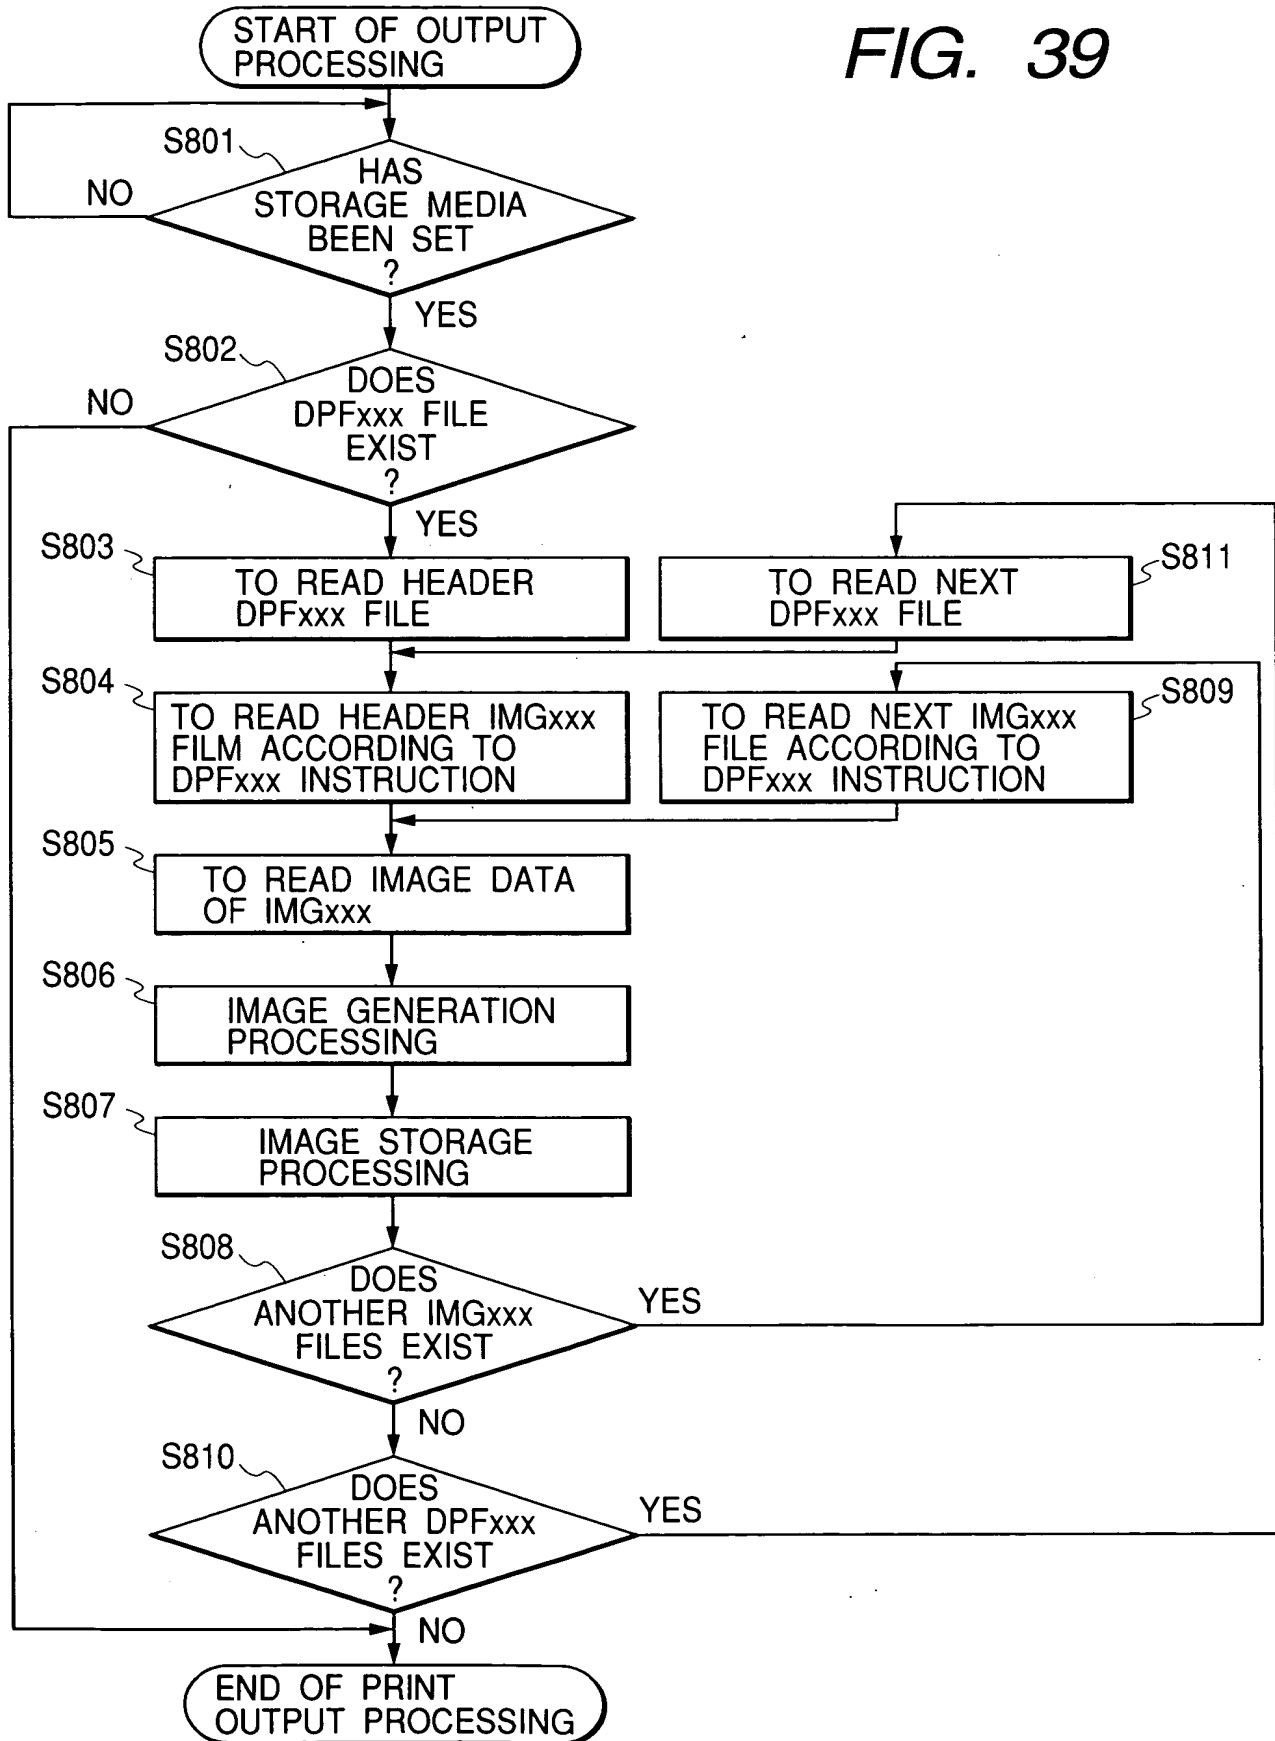 START OF OUTPUT
PROCESSING
FIG. 39
S801
HAS
STORAGE MEDIA
BEEN SET
?
NO
YES
S802
DOES
DPFxxx FILE
EXIST
?
NO
YES
S803
TO READ HEADER
DPFxxx FILE
TO READ NEXT
DPFxxx FILE
S811
S804
TO READ HEADER IMGxxx
FILM ACCORDING TO
DPFxxx INSTRUCTION
TO READ NEXT IMGxxx
FILE ACCORDING TO
DPFxxx INSTRUCTION
S809
S805
TO READ IMAGE DATA
OF IMGxxx
S806
IMAGE GENERATION
PROCESSING
S807
IMAGE STORAGE
PROCESSING
S808
DOES
ANOTHER IMGxxx
FILES EXIST
?
YES
NO
S810
DOES
ANOTHER DPFxxx
FILES EXIST
?
YES
NO
END OF PRINT
OUTPUT PROCESSING